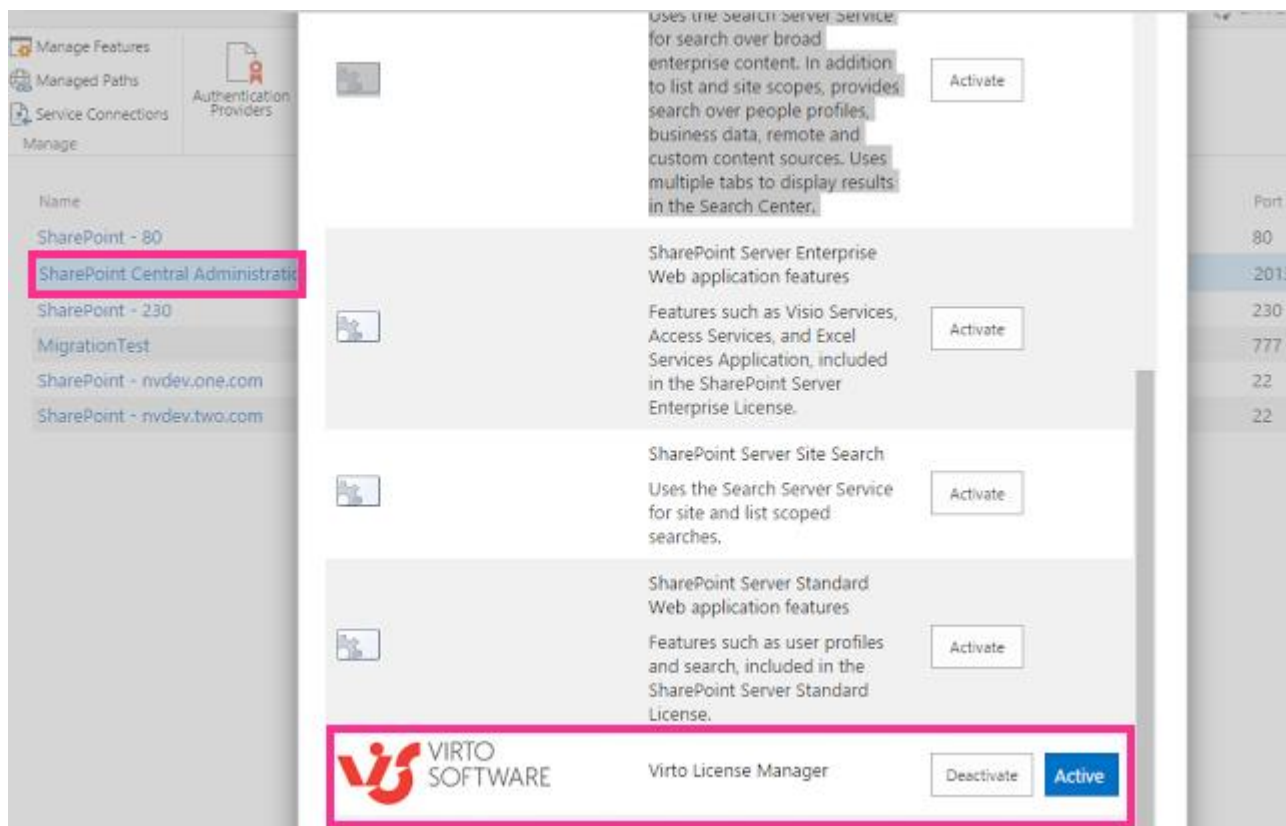 Manage Features
Managed Paths
Service Connections
Authentication
Providers
Manage
Name
Port
SharePoint - 80
80
SharePoint Central Administratio
201
SharePoint - 230
230
MigrationTest
777
SharePoint - nvdev.one.com
22
SharePoint - nvdev.two.com
22
Uses the Search Server Service
for search over broad
enterprise content. In addition
to list and site scopes, provides
search over people profiles,
business data, remote and
custom content sources. Uses
multiple tabs to display results
in the Search Center.
Activate
SharePoint Server Enterprise
Web application features
Features such as Visio Services,
Access Services, and Excel
Services Application, included
in the SharePoint Server
Enterprise License.
Activate
SharePoint Server Site Search
Uses the Search Server Service
for site and list scoped
searches.
Activate
SharePoint Server Standard
Web application features
Features such as user profiles
and search, included in the
SharePoint Server Standard
License.
Activate
VIRTO
SOFTWARE
Virto License Manager
Deactivate
Active